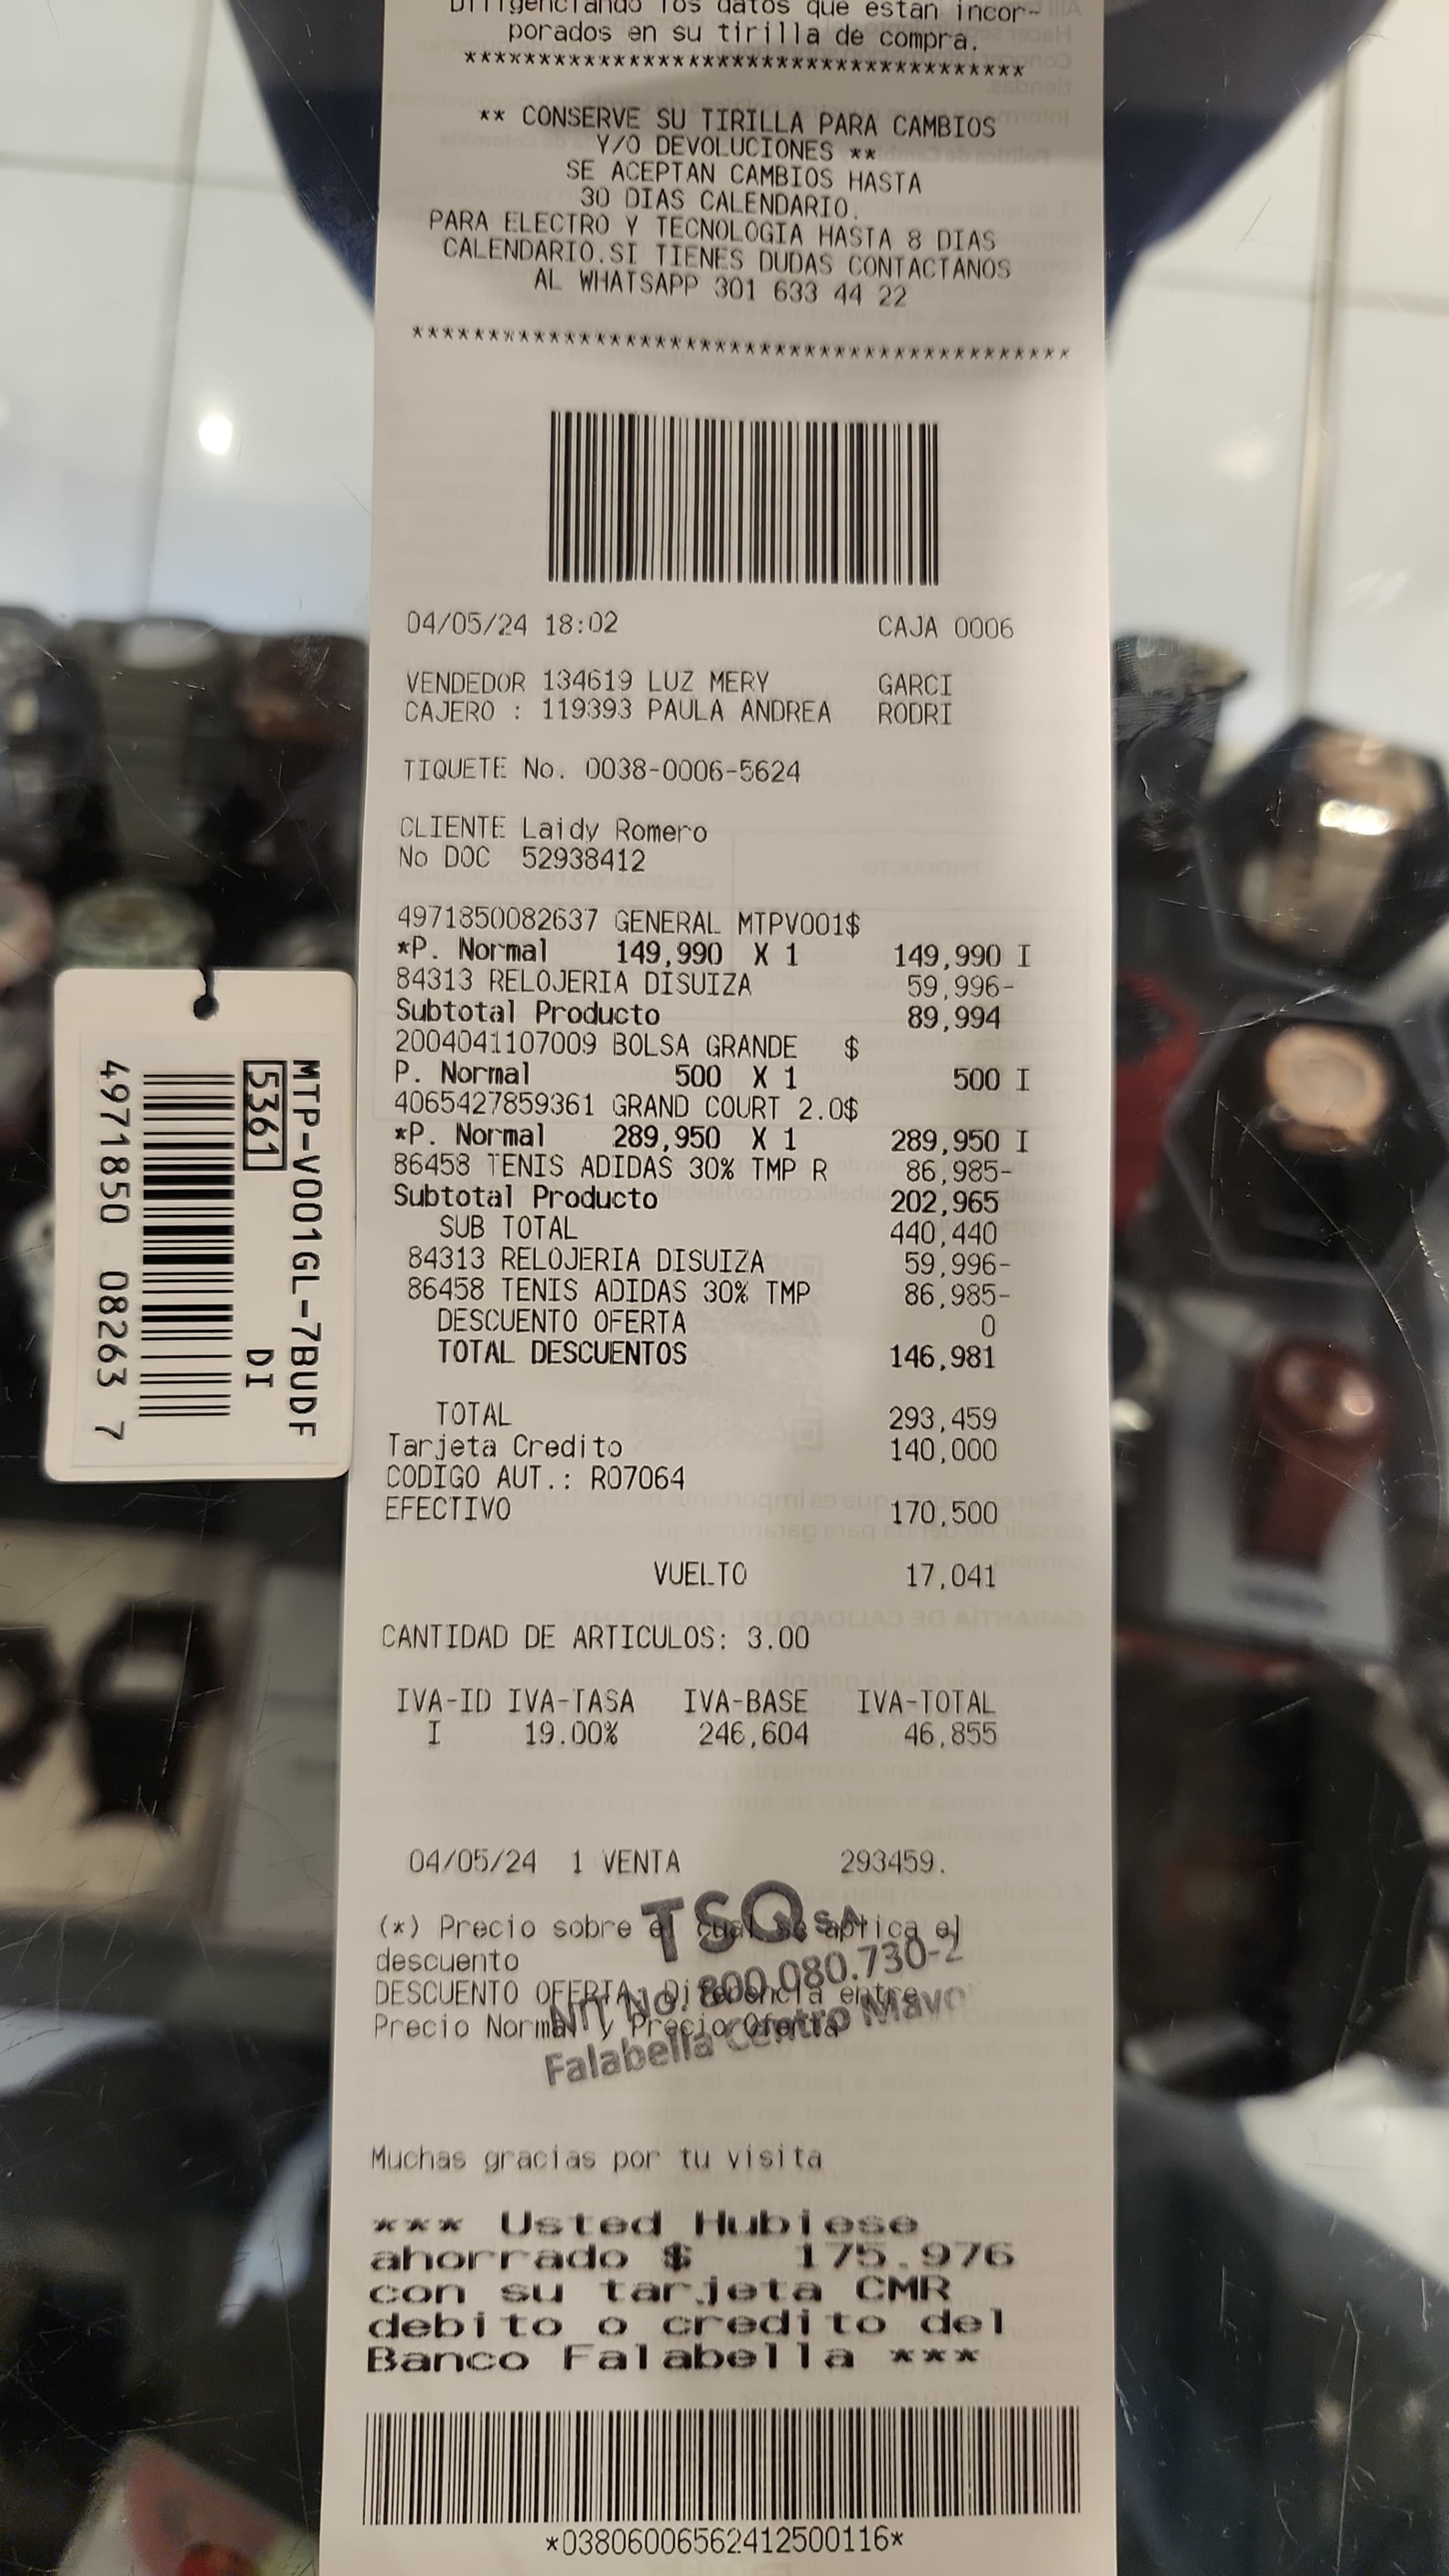 Diligenciando los datos que estan incor-
porados en su tirilla de compra.
*************************************
** CONSERVE SU TIRILLA PARA CAMBIOS
Y/O DEVOLUCIONES **
SE ACEPTAN CAMBIOS HASTA
30 DIAS CALENDARIO.
PARA ELECTRO Y TECNOLOGIA HASTA 8 DIAS
CALENDARIO.SI TIENES DUDAS CONTACTANOS
AL WHATSAPP 301 633 44 22
********************************************
04/05/24 18:02 CAJA 0006
VENDEDOR 134619 LUZ MERY GARCI
CAJERO : 119393 PAULA ANDREA RODRI
TIQUETE No. 0038-0006-5624
CLIENTE Laidy Romero
No DOC 52938412
4971850082637 GENERAL MTPV001$
*P. Normal 149,990 X 1 149,990 I
84313 RELOJERIA DISUIZA 59,996-
Subtotal Producto 89,994
2004041107009 BOLSA GRANDE $
P. Normal 500 X 1 500 I
4065427859361 GRAND COURT 2.0$
*P. Normal 289,950 X 1 289,950 I
86458 TENIS ADIDAS 30% TMP R 86,985-
Subtotal Producto 202,965
SUB TOTAL 440,440
84313 RELOJERIA DISUIZA 59,996-
86458 TENIS ADIDAS 30% TMP 86,985-
DESCUENTO OFERTA 0
TOTAL DESCUENTOS 146,981
TOTAL 293,459
Tarjeta Credito 140,000
CODIGO AUT.: R07064
EFECTIVO 170,500
VUELTO 17,041
CANTIDAD DE ARTICULOS: 3.00
IVA-ID IVA-TASA IVA-BASE IVA-TOTAL
I 19.00% 246,604 46,855
04/05/24 1 VENTA 293459.
(*) Precio sobre el cual se aplica el
descuento
DESCUENTO OFERTA: Diferencia entre
Precio Normal y Precio Oferta
TSQ S.A
NIT No. 800.080.730-2
Falabella Centro Mayo
Muchas gracias por tu visita
*** Usted Hubiese
ahorrado $ 175.976
con su tarjeta CMR
debito o credito del
Banco Falabella ***
*03806006562412500116*
MTP-V001GL-7BUDF
5361 DI
4971850 08263 7